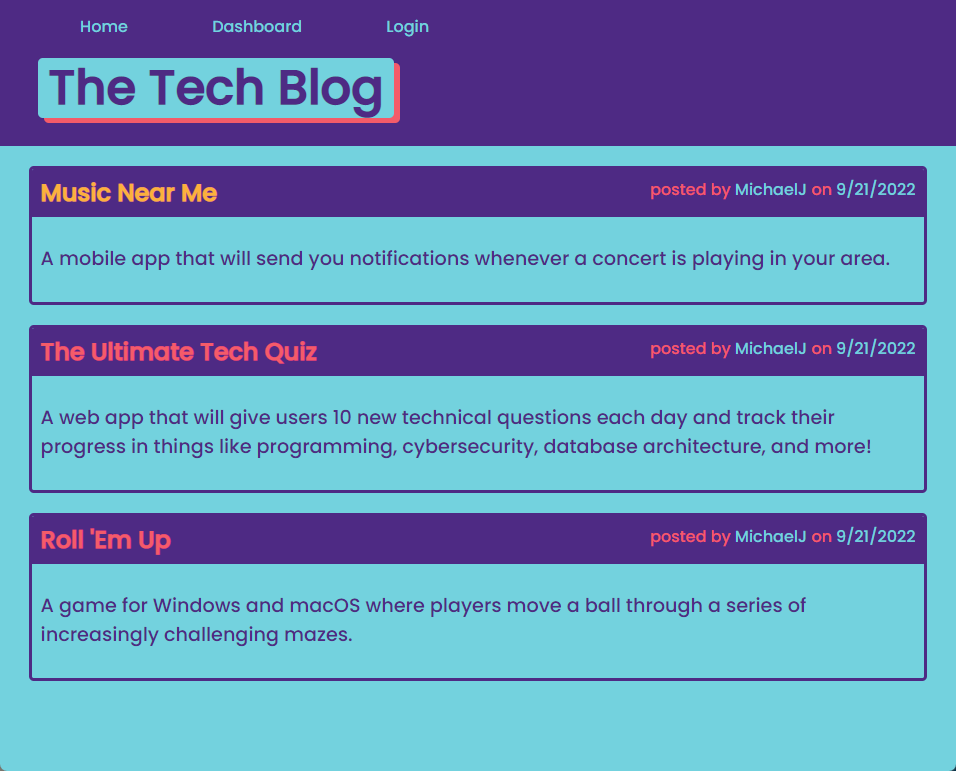 Home Dashboard Login
The Tech Blog
Music Near Me posted by MichaelJ on 9/21/2022
A mobile app that will send you notifications whenever a concert is playing in your area.
The Ultimate Tech Quiz posted by MichaelJ on 9/21/2022
A web app that will give users 10 new technical questions each day and track their
progress in things like programming, cybersecurity, database architecture, and more!
Roll 'Em Up posted by MichaelJ on 9/21/2022
A game for Windows and macOS where players move a ball through a series of
increasingly challenging mazes.